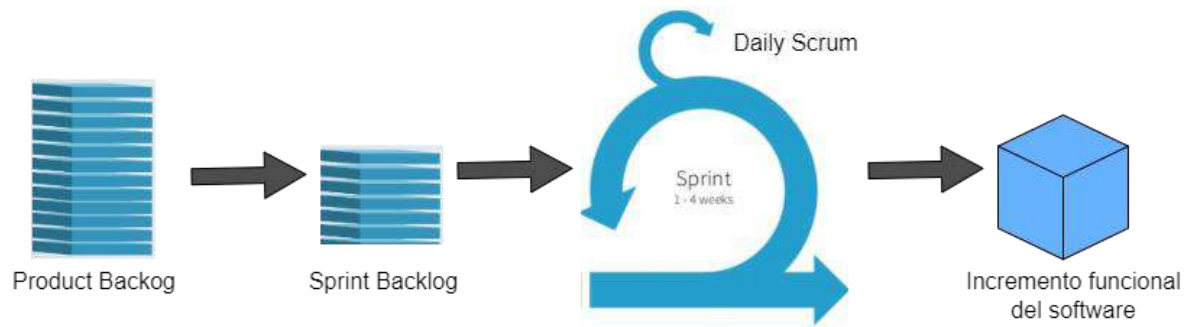 Daily Scrum
Sprint
1 - 4 weeks
Product Backog
Sprint Backlog
Incremento funcional
del software